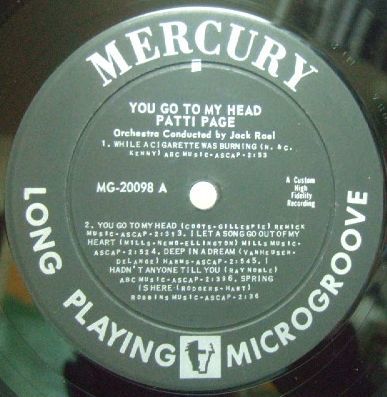 MERCURY
YOU GO TO MY HEAD
PATTI PAGE
Orchestra Conducted by Jack Rael
1. WHILE A CIGARETTE WAS BURNING (N. & C.
KENNY) ABC MUSIC-ASCAP-2:53
MG-20098 A
A Custom
High
Fidelity
Recording
2. YOU GO TO MY HEAD (COOTS-GILLESPIE) REMICK
MUSIC-ASCAP-2:513. I LET A SONG GO OUT OF MY
HEART (MILLS-NEMO-ELLINGTON) MILLS MUSIC-
ASCAP-2:524. DEEP IN A DREAM (VANHEUSEN-
DELANGE) HARMS-ASCAP-2:545. I
HADN'T ANYONE TILL YOU (RAY NOBLE)
ABC MUSIC-ASCAP-2:396. SPRING
IS HERE (RODGERS-HART)
ROBBINS MUSIC-ASCAP-2:36
LONG PLAYING MICROGROOVE